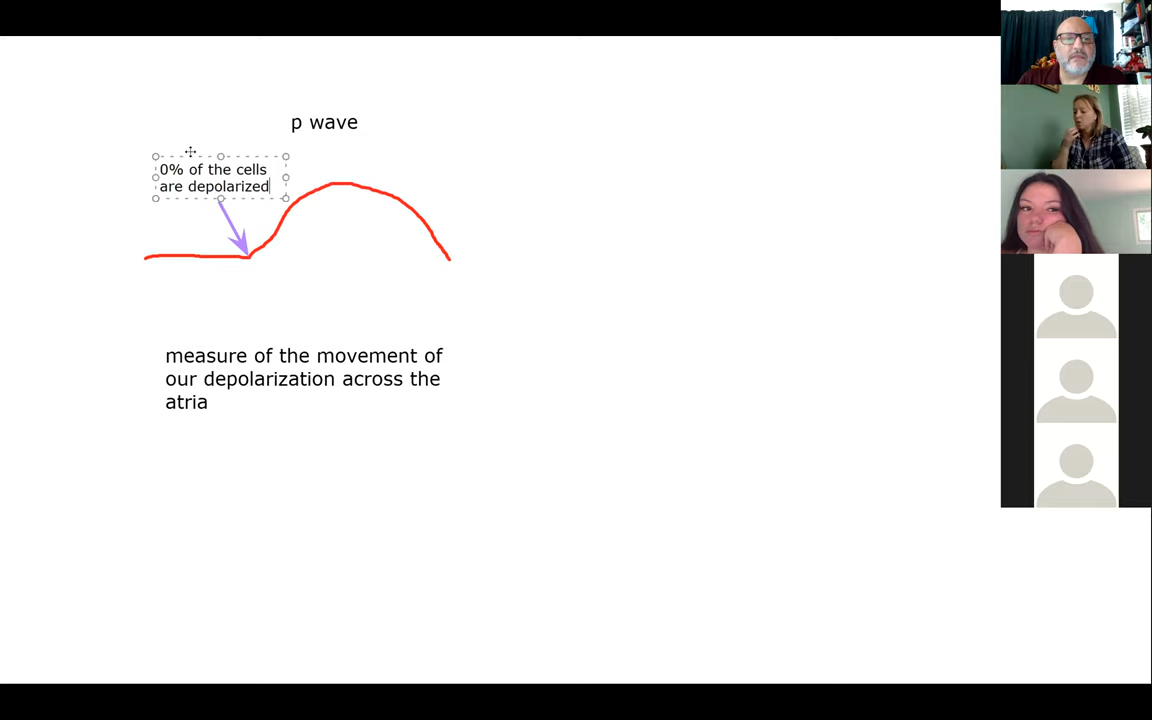 p wave
0% of the cells
are depolarized
measure of the movement of
our depolarization across the
atria